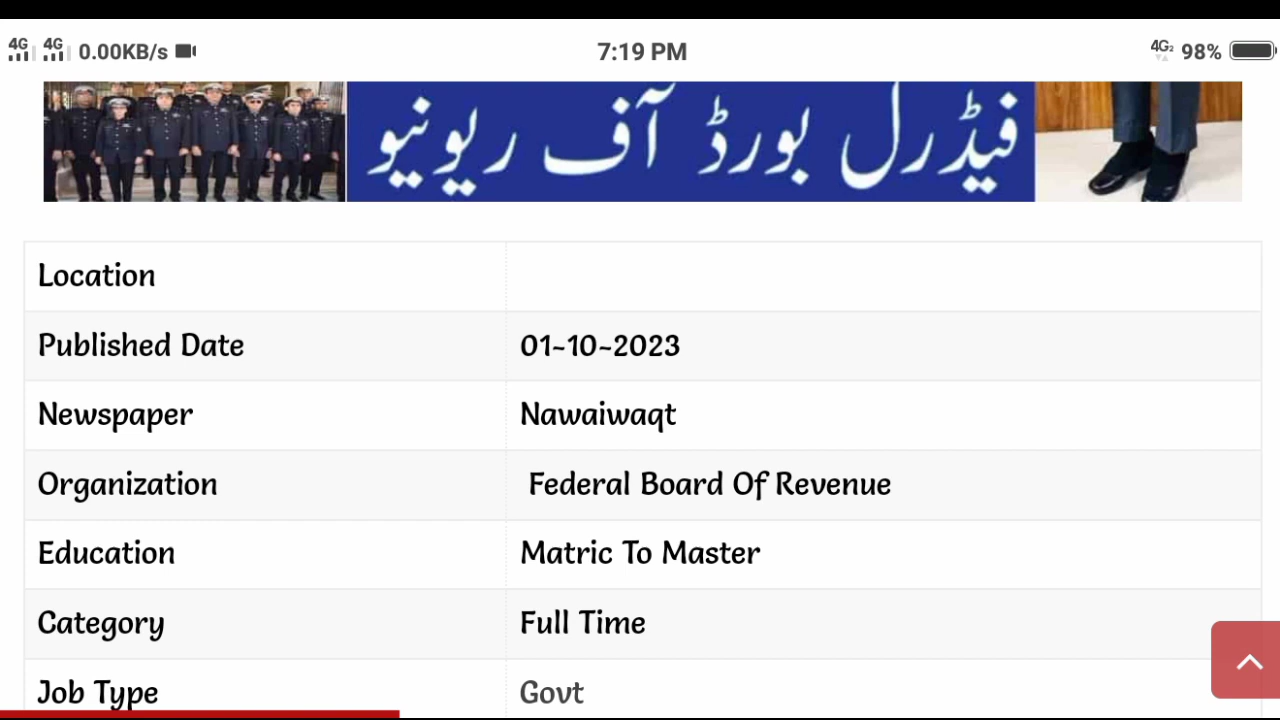 4G 4G 0.00KB/s 7:19 PM 4G2 98%
فیڈرل بورڈ آف ریونیو
Location
Published Date 01-10-2023
Newspaper Nawaiwaqt
Organization Federal Board Of Revenue
Education Matric To Master
Category Full Time
Job Type Govt